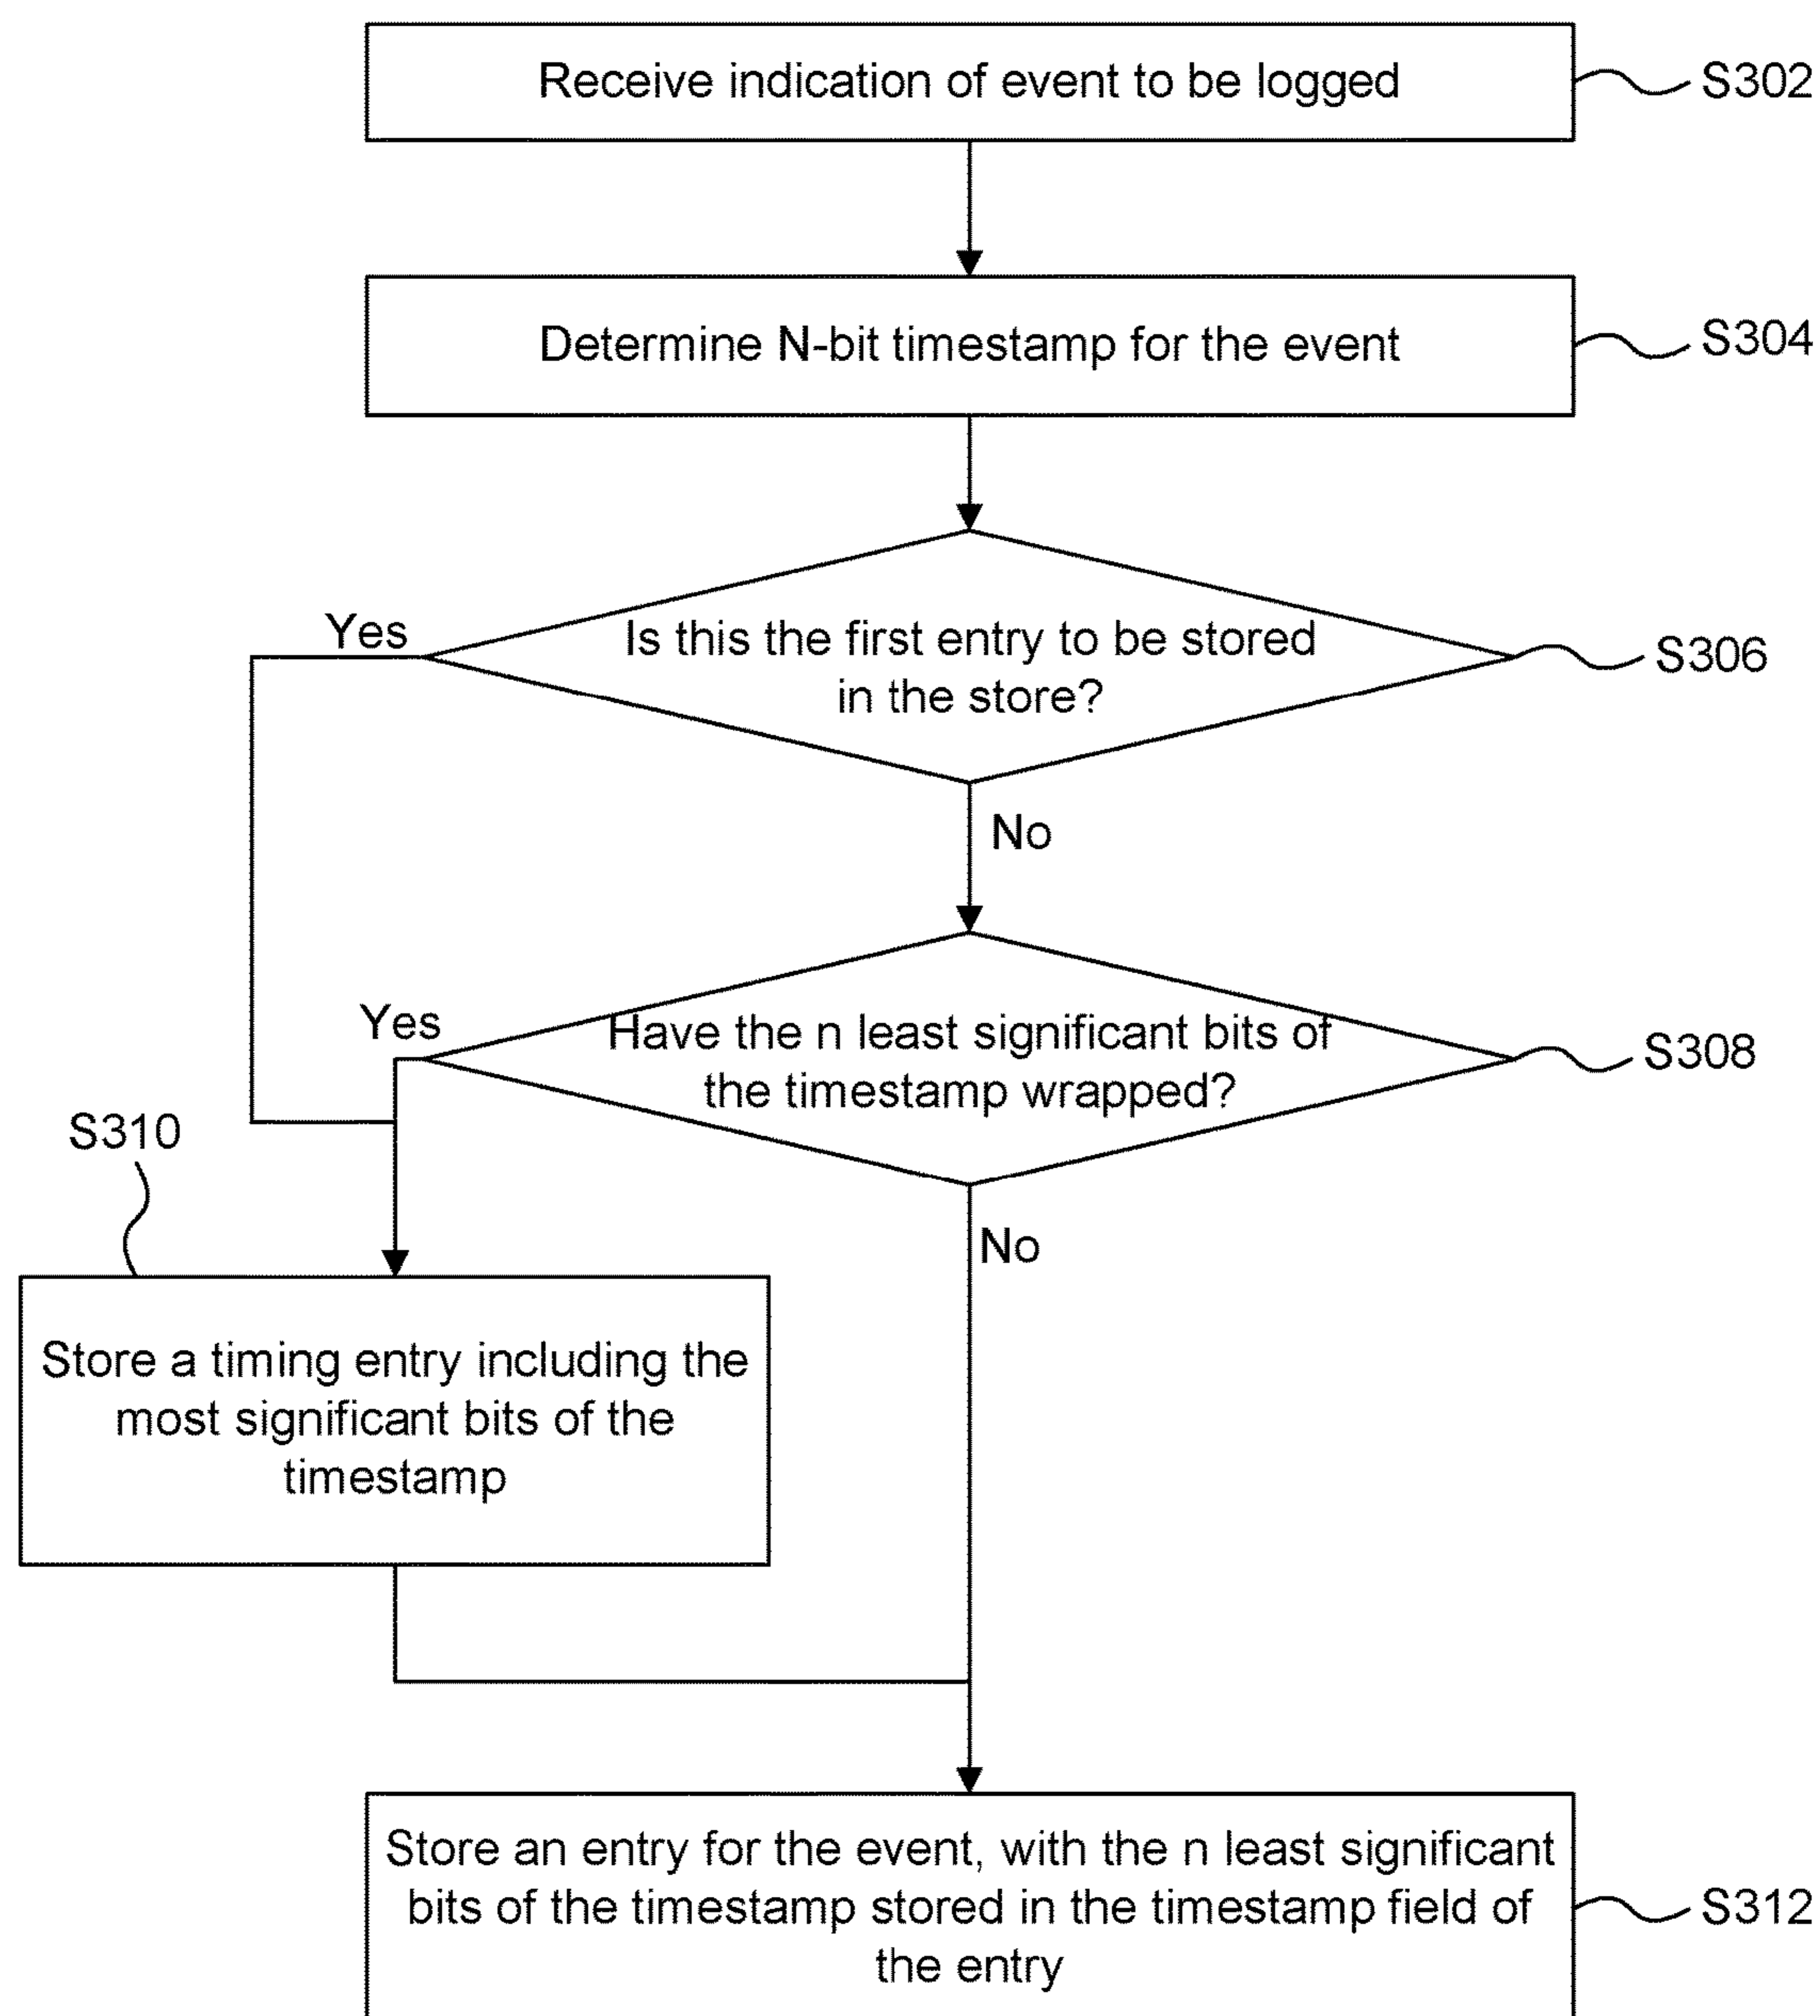 Receive indication of event to be logged
S302
Determine N-bit timestamp for the event
S304
Yes
Is this the first entry to be stored
in the store?
S306
No
Yes
Have the n least significant bits of
the timestamp wrapped?
S308
S310
No
Store a timing entry including the
most significant bits of the
timestamp
Store an entry for the event, with the n least significant
bits of the timestamp stored in the timestamp field of
the entry
S312